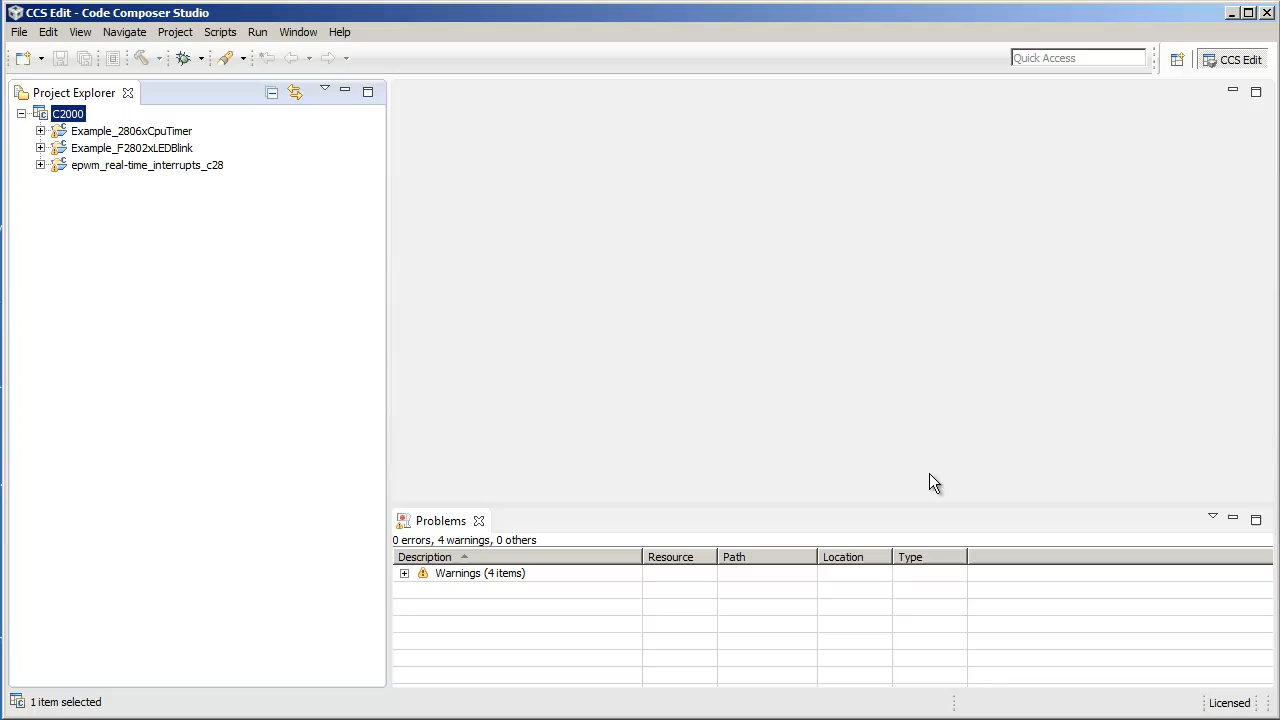 CCS Edit - Code Composer Studio
File Edit View Navigate Project Scripts Run Window Help
Quick Access
CCS Edit
Project Explorer
C2000
Example_2806xCpuTimer
Example_F2802xLEDBlink
epwm_real-time_interrupts_c28
Problems
0 errors, 4 warnings, 0 others
Description Resource Path Location Type
Warnings (4 items)
1 item selected
Licensed